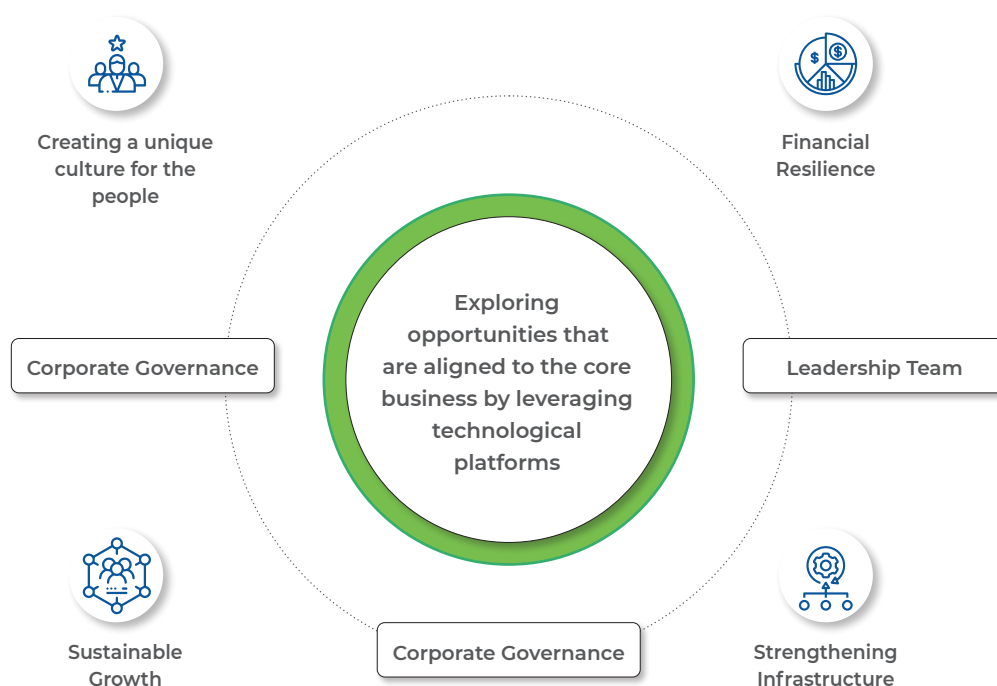 Creating a unique
culture for the
people
Financial
Resilience
Exploring
opportunities that
are aligned to the core
business by leveraging
technological
platforms
Corporate Governance
Leadership Team
Sustainable
Growth
Corporate Governance
Strengthening
Infrastructure